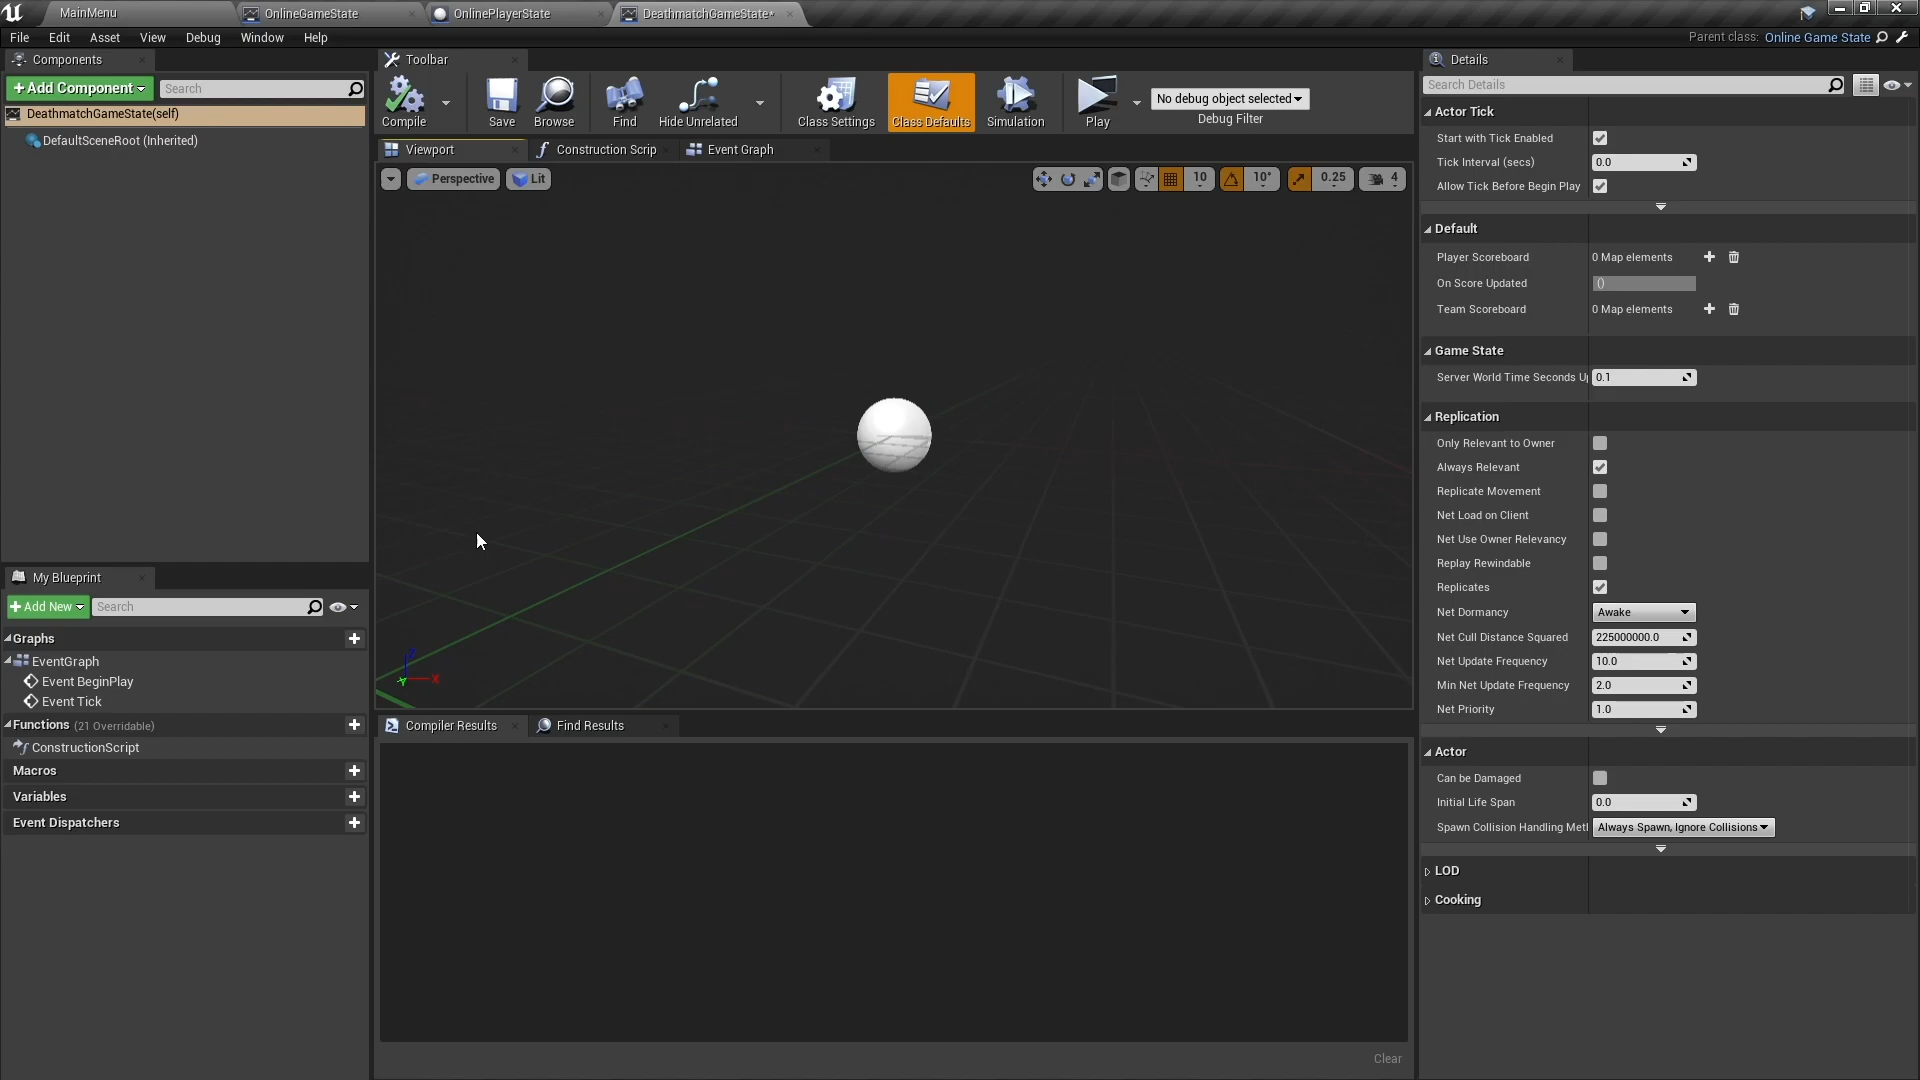 MainMenu
OnlineGameState
OnlinePlayerState
DeathmatchGameState*
File Edit Asset View Debug Window Help
Parent class: Online Game State
Components
Toolbar
Details
+Add Component
Search
Compile
Save
Browse
Find
Hide Unrelated
Class Settings
Class Defaults
Simulation
Play
No debug object selected
Debug Filter
Search Details
DeathmatchGameState(self)
DefaultSceneRoot (Inherited)
Viewport
Construction Scrip
Event Graph
Perspective
Lit
10
10°
0.25
4
X
Y
Z
Actor Tick
Start with Tick Enabled
Tick Interval (secs) 0.0
Allow Tick Before Begin Play
Default
Player Scoreboard 0 Map elements
On Score Updated ()
Team Scoreboard 0 Map elements
Game State
Server World Time Seconds U 0.1
Replication
Only Relevant to Owner
Always Relevant
Replicate Movement
Net Load on Client
Net Use Owner Relevancy
Replay Rewindable
Replicates
Net Dormancy Awake
Net Cull Distance Squared 225000000.0
Net Update Frequency 10.0
Min Net Update Frequency 2.0
Net Priority 1.0
Actor
Can be Damaged
Initial Life Span 0.0
Spawn Collision Handling Met Always Spawn, Ignore Collisions
LOD
Cooking
My Blueprint
+Add New
Search
Graphs
EventGraph
Event BeginPlay
Event Tick
Functions (21 Overridable)
ConstructionScript
Macros
Variables
Event Dispatchers
Compiler Results
Find Results
Clear